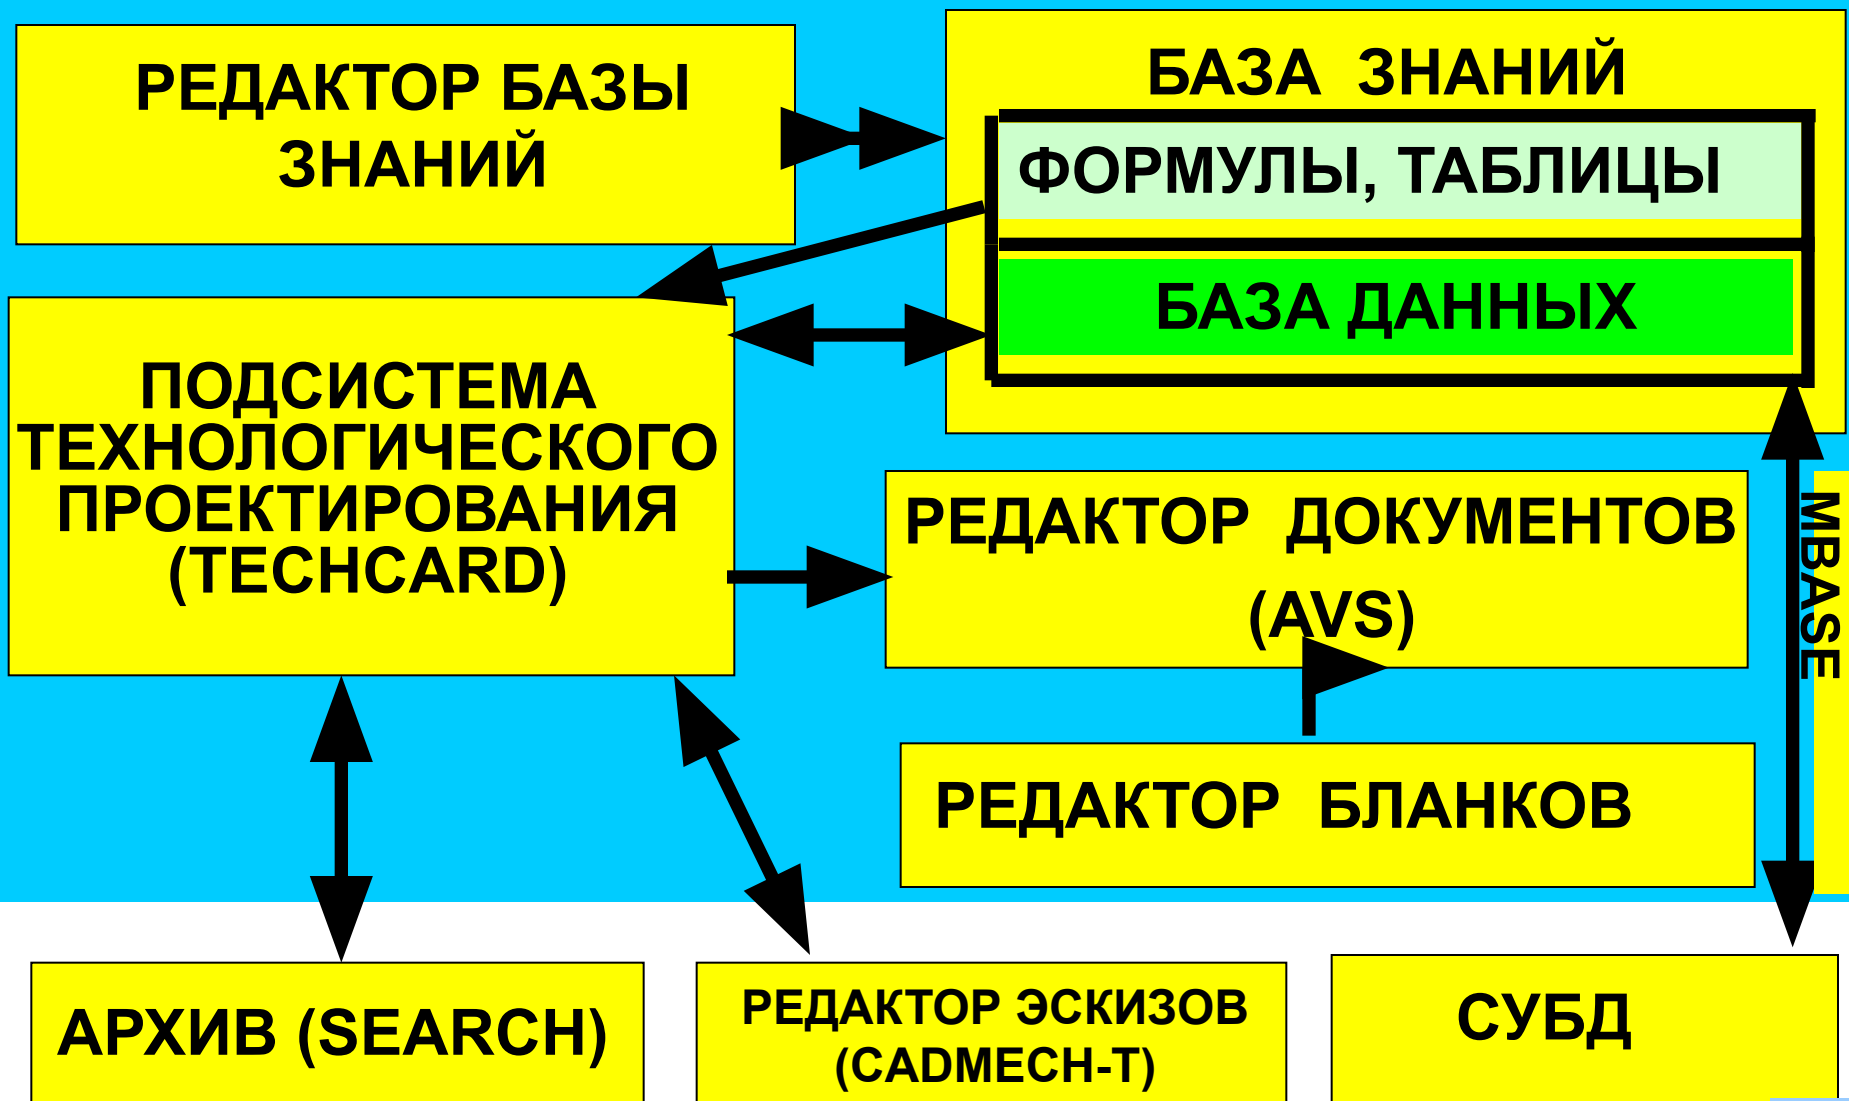 РЕДАКТОР БАЗЫ
ЗНАНИЙ
БАЗА ЗНАНИЙ
ФОРМУЛЫ, ТАБЛИЦЫ
БАЗА ДАННЫХ
ПОДСИСТЕМА
ТЕХНОЛОГИЧЕСКОГО
ПРОЕКТИРОВАНИЯ
(TECHCARD)
РЕДАКТОР ДОКУМЕНТОВ
(AVS)
MBASE
РЕДАКТОР БЛАНКОВ
АРХИВ (SEARCH)
РЕДАКТОР ЭСКИЗОВ
(CADMECH-T)
СУБД